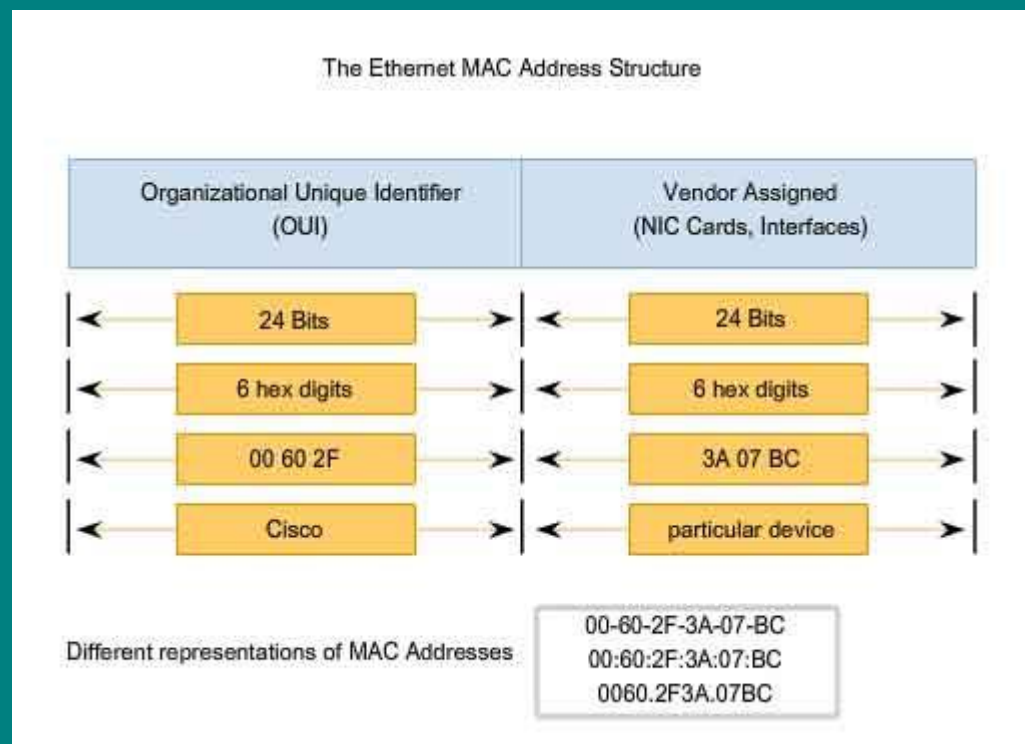 The Ethernet MAC Address Structure
Organizational Unique Identifier
(OUI)
Vendor Assigned
(NIC Cards, Interfaces)
24 Bits
24 Bits
6 hex digits
6 hex digits
00 60 2F
3A 07 BC
Cisco
particular device
Different representations of MAC Addresses
00-60-2F-3A-07-BC
00:60:2F:3A:07:BC
0060.2F3A.07BC